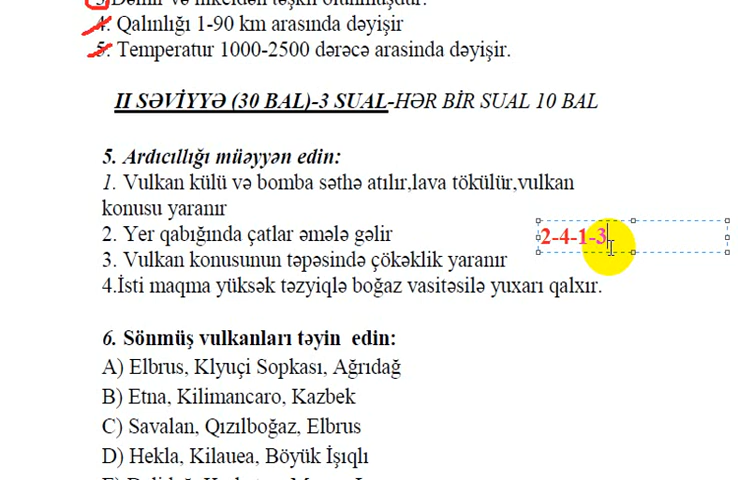 4. Qalınlığı 1-90 km arasında dəyişir
5. Temperatur 1000-2500 dərəcə arasinda dəyişir.
II SƏVİYYƏ (30 BAL)-3 SUAL-HƏR BİR SUAL 10 BAL
5. Ardıcıllığı müəyyən edin:
1. Vulkan külü və bomba səthə atılır,lava tökülür,vulkan
konusu yaranır
2. Yer qabığında çatlar əmələ gəlir
2-4-1-3
3. Vulkan konusunun təpəsində çökəklik yaranır
4.İsti maqma yüksək təzyiqlə boğaz vasitəsilə yuxarı qalxır.
6. Sönmüş vulkanları təyin edin:
A) Elbrus, Klyuçi Sopkası, Ağrıdağ
B) Etna, Kilimancaro, Kazbek
C) Savalan, Qızılboğaz, Elbrus
D) Hekla, Kilauea, Böyük İşıqlı